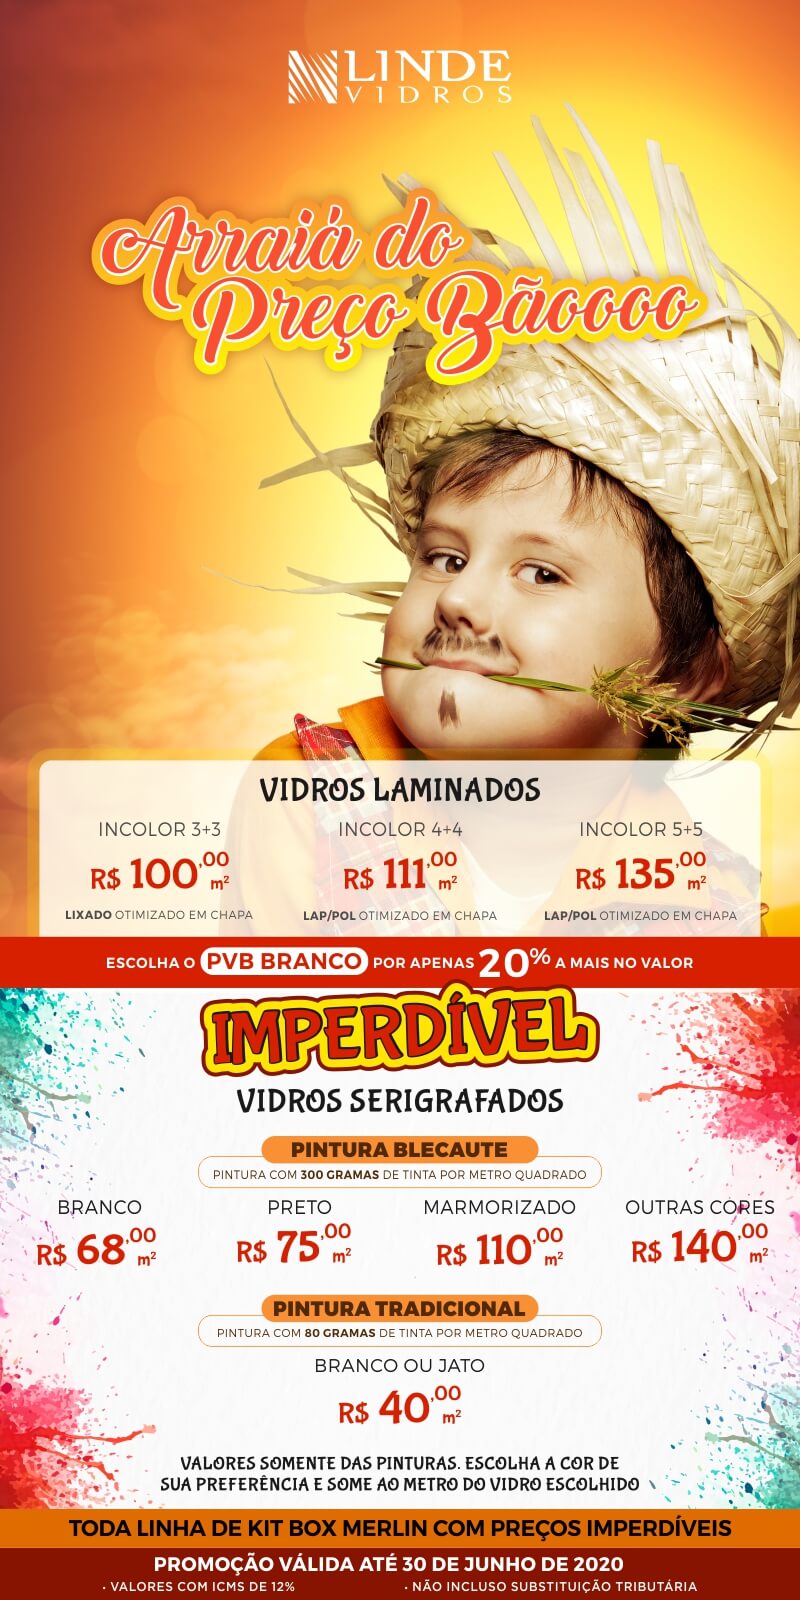 LINDE
VIDROS
Arraiá do
Preço Bãoooo
VIDROS LAMINADOS
INCOLOR 3+3 INCOLOR 4+4 INCOLOR 5+5
R$ 100,00 m² R$ 111,00 m² R$ 135,00 m²
LIXADO OTIMIZADO EM CHAPA LAP/POL OTIMIZADO EM CHAPA LAP/POL OTIMIZADO EM CHAPA
ESCOLHA O PVB BRANCO POR APENAS 20% A MAIS NO VALOR
IMPERDÍVEL
VIDROS SERIGRAFADOS
PINTURA BLECAUTE
PINTURA COM 300 GRAMAS DE TINTA POR METRO QUADRADO
BRANCO PRETO MARMORIZADO OUTRAS CORES
R$ 68,00 m² R$ 75,00 m² R$ 110,00 m² R$ 140,00 m²
PINTURA TRADICIONAL
PINTURA COM 80 GRAMAS DE TINTA POR METRO QUADRADO
BRANCO OU JATO
R$ 40,00 m²
VALORES SOMENTE DAS PINTURAS. ESCOLHA A COR DE
SUA PREFERÊNCIA E SOME AO METRO DO VIDRO ESCOLHIDO
TODA LINHA DE KIT BOX MERLIN COM PREÇOS IMPERDÍVEIS
PROMOÇÃO VÁLIDA ATÉ 30 DE JUNHO DE 2020
· VALORES COM ICMS DE 12% · NÃO INCLUSO SUBSTITUIÇÃO TRIBUTÁRIA